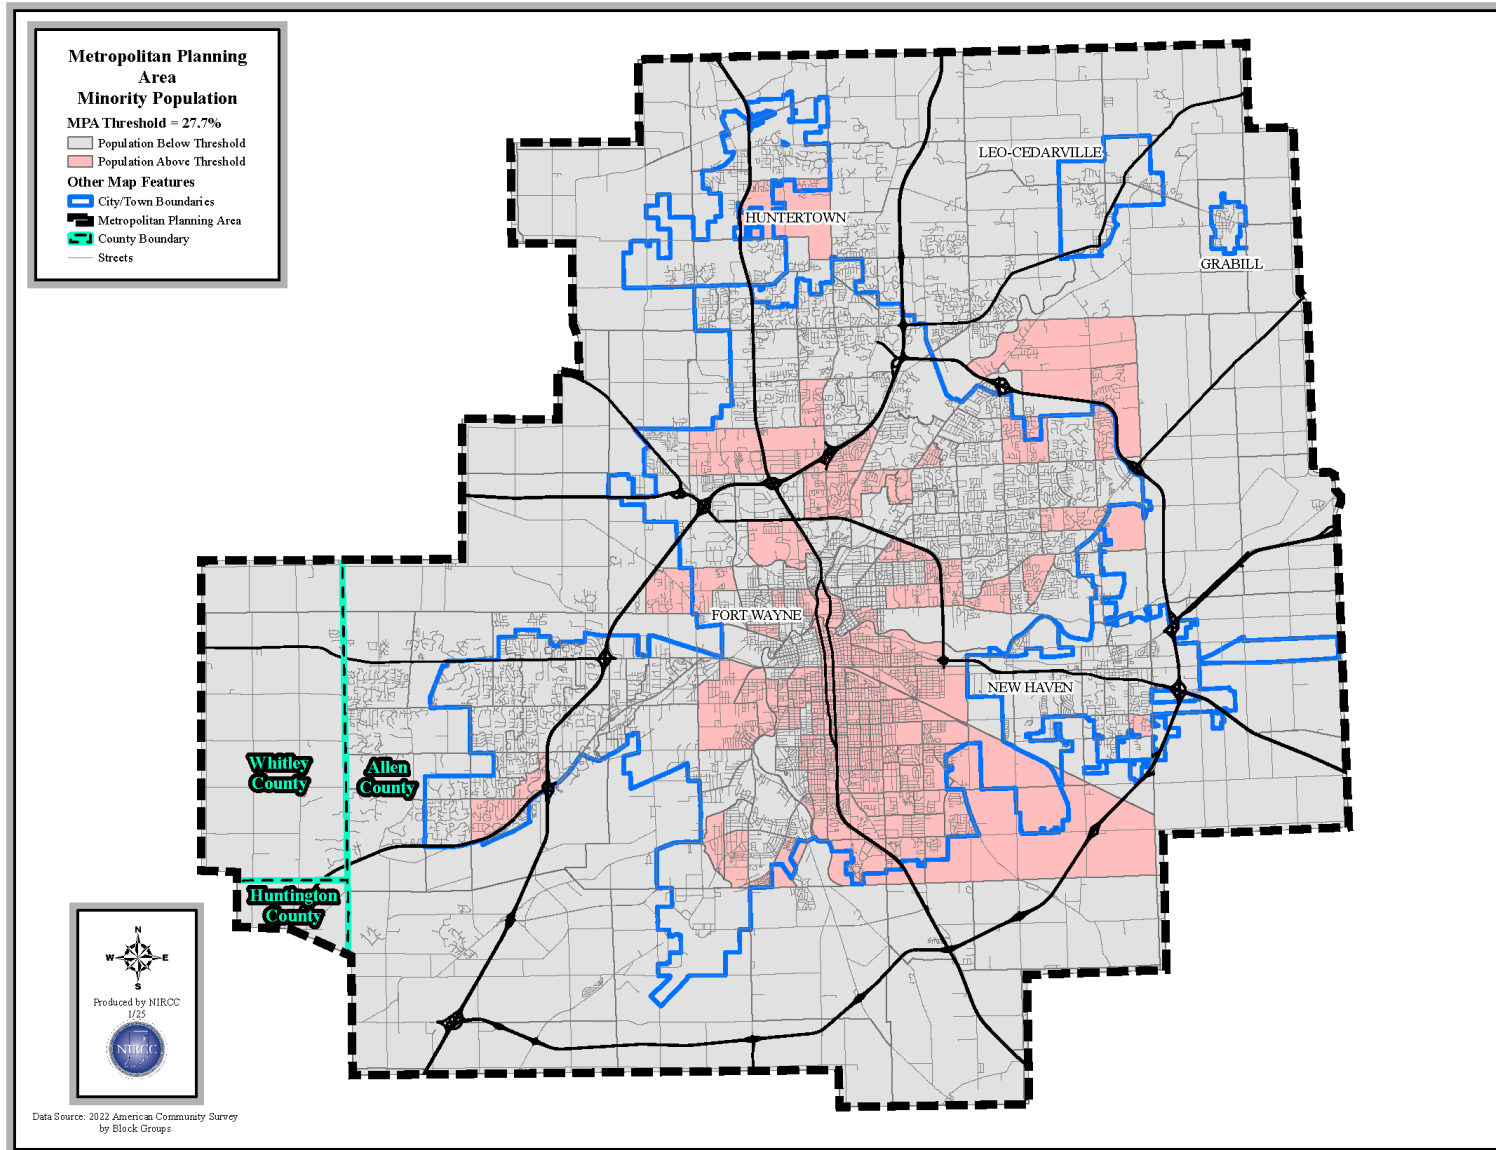 Metropolitan Planning
Area
Minority Population
MPA Threshold = 27.7%
Population Below Threshold
Population Above Threshold
Other Map Features
City/Town Boundaries
Metropolitan Planning Area
County Boundary
Streets
LEO-CEDARVILLE
HUNTERTOWN
GRABILL
FORT WAYNE
NEW HAVEN
Whitley
County
Allen
County
Huntington
County
N
W E
S
Produced by NIRCC
1/25
NIRCC
Data Source: 2022 American Community Survey
by Block Groups